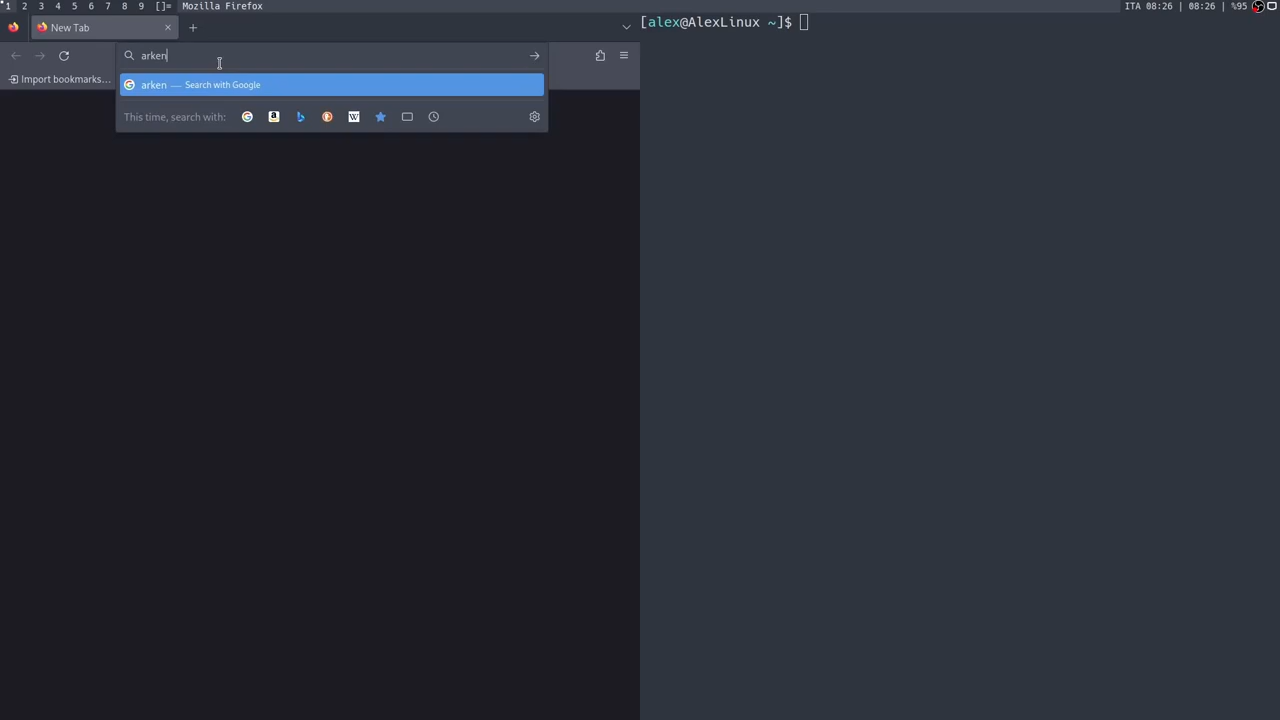 1 2 3 4 5 6 7 8 9 []= Mozilla Firefox ITA 08:26 | 08:26 | %95
New Tab
[alex@AlexLinux ~]$
arken
Import bookmarks...
arken — Search with Google
This time, search with: